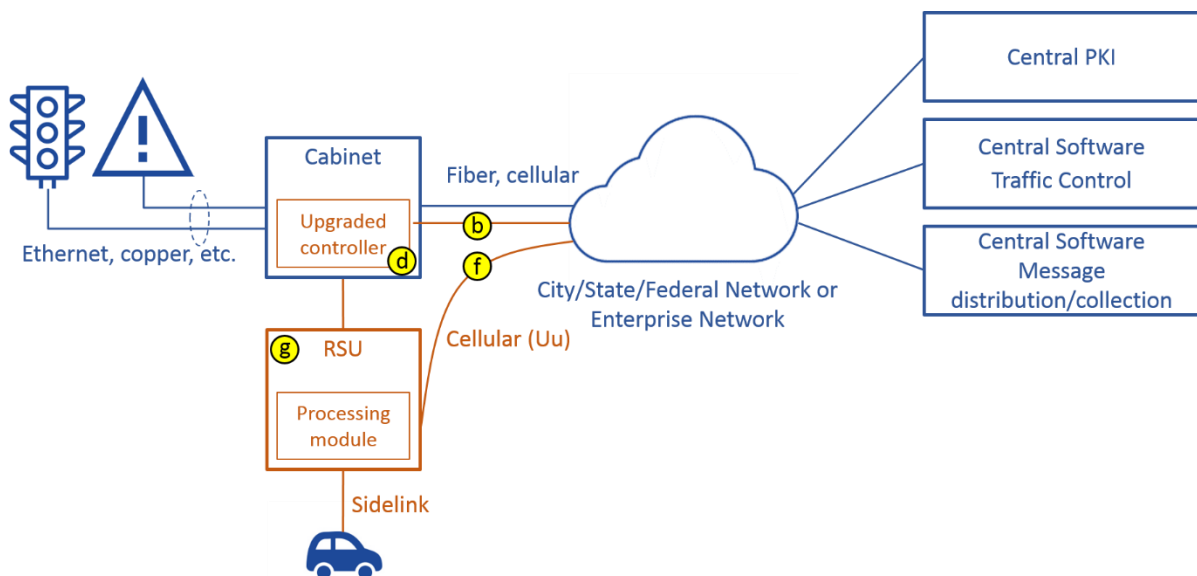 Central PKI
Cabinet
Fiber, cellular
Central Software
Traffic Control
Upgraded
controller
b
d
Ethernet, copper, etc.
f
Central Software
Message
distribution/collection
City/State/Federal Network or
Enterprise Network
g
RSU
Cellular (Uu)
Processing
module
Sidelink